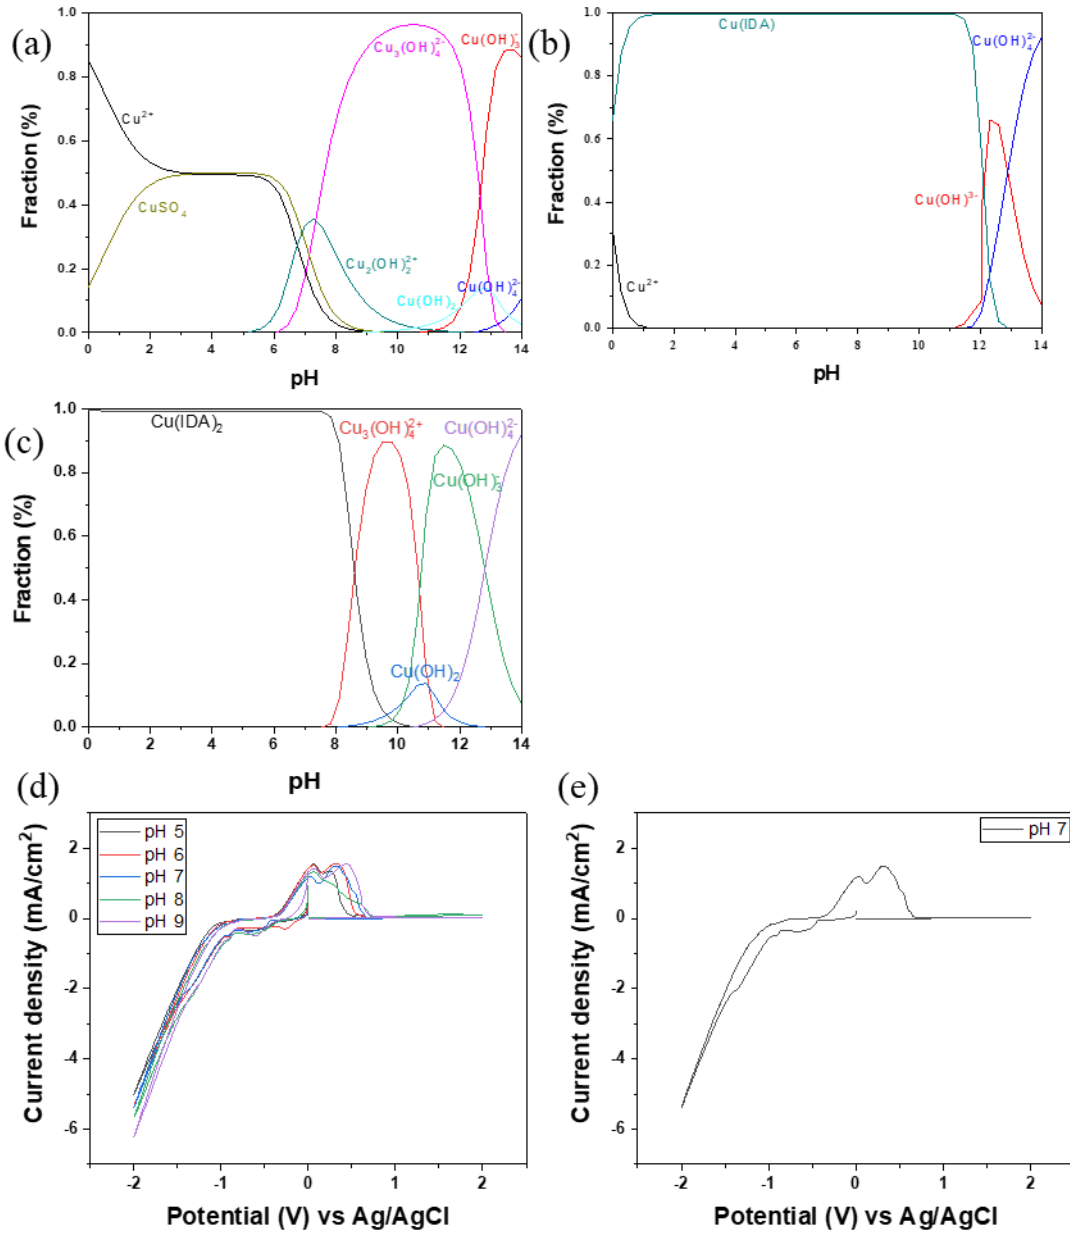 (a)
Fraction (%)
1.0
0.8
0.6
0.4
0.2
0.0
Cu²⁺
CuSO₄
Cu₃(OH)₄²⁻
Cu(OH)₃⁻
Cu₂(OH)₂²⁺
Cu(OH)₂
Cu(OH)₄²⁻
0 2 4 6 8 10 12 14
pH
(b)
Fraction (%)
1.0
0.8
0.6
0.4
0.2
0.0
Cu(IDA)
Cu(OH)₄²⁻
Cu(OH)³⁻
Cu²⁺
0 2 4 6 8 10 12 14
pH
(c)
Fraction (%)
1.0
0.8
0.6
0.4
0.2
0.0
Cu(IDA)₂
Cu₃(OH)₄²⁺
Cu(OH)₄²⁻
Cu(OH)₃⁻
Cu(OH)₂
0 2 4 6 8 10 12 14
pH
(d)
Current density (mA/cm²)
2
0
-2
-4
-6
pH 5
pH 6
pH 7
pH 8
pH 9
-2 -1 0 1 2
Potential (V) vs Ag/AgCl
(e)
Current density (mA/cm²)
2
0
-2
-4
-6
pH 7
-2 -1 0 1 2
Potential (V) vs Ag/AgCl